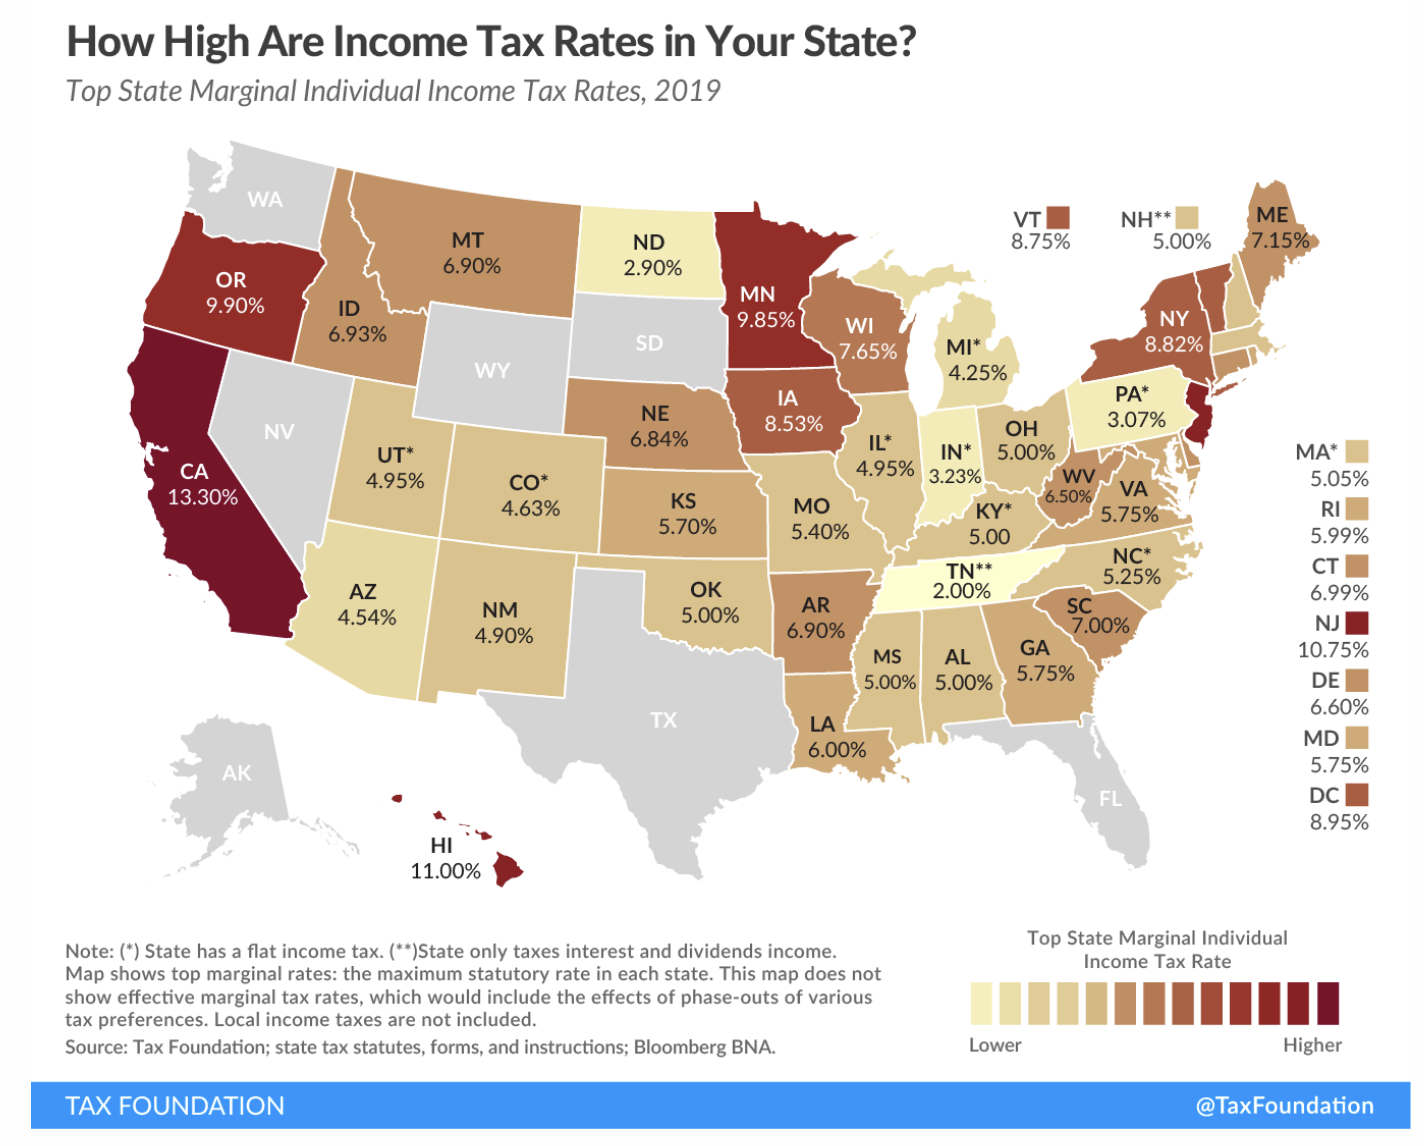 How High Are Income Tax Rates in Your State?
Top State Marginal Individual Income Tax Rates, 2019
WA
OR
9.90%
CA
13.30%
NV
ID
6.93%
MT
6.90%
WY
UT*
4.95%
CO*
4.63%
AZ
4.54%
NM
4.90%
ND
2.90%
SD
NE
6.84%
KS
5.70%
OK
5.00%
TX
MN
9.85%
IA
8.53%
MO
5.40%
AR
6.90%
LA
6.00%
WI
7.65%
IL*
4.95%
MI*
4.25%
IN*
3.23%
OH
5.00%
KY*
5.00
TN**
2.00%
MS
5.00%
AL
5.00%
GA
5.75%
FL
SC
7.00%
NC*
5.25%
VA
5.75%
WV
6.50%
PA*
3.07%
NY
8.82%
VT
8.75%
NH**
5.00%
ME
7.15%
MA*
5.05%
RI
5.99%
CT
6.99%
NJ
10.75%
DE
6.60%
MD
5.75%
DC
8.95%
AK
HI
11.00%
Note: (*) State has a flat income tax. (**)State only taxes interest and dividends income.
Map shows top marginal rates: the maximum statutory rate in each state. This map does not
show effective marginal tax rates, which would include the effects of phase-outs of various
tax preferences. Local income taxes are not included.
Source: Tax Foundation; state tax statutes, forms, and instructions; Bloomberg BNA.
Top State Marginal Individual
Income Tax Rate
Lower
Higher
TAX FOUNDATION
@TaxFoundation